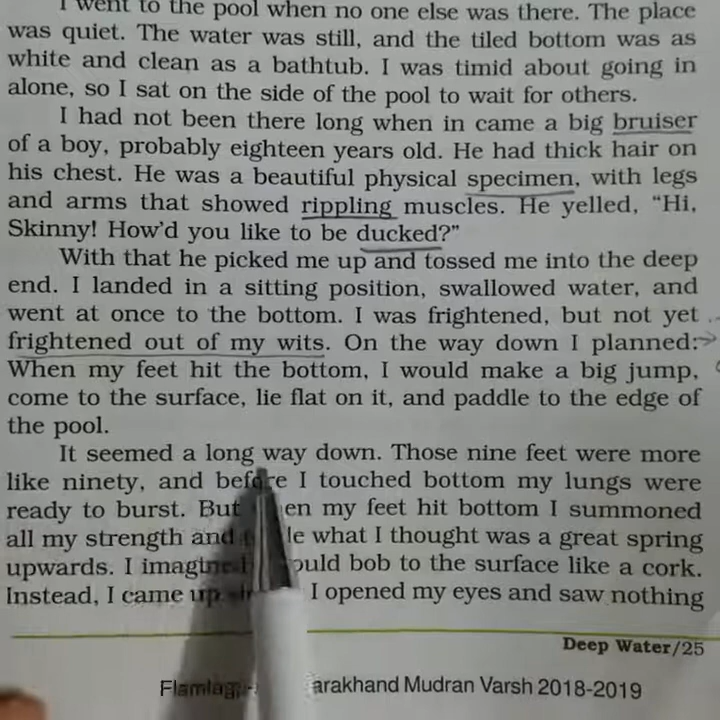 I went to the pool when no one else was there. The place
was quiet. The water was still, and the tiled bottom was as
white and clean as a bathtub. I was timid about going in
alone, so I sat on the side of the pool to wait for others.
I had not been there long when in came a big bruiser
of a boy, probably eighteen years old. He had thick hair on
his chest. He was a beautiful physical specimen, with legs
and arms that showed rippling muscles. He yelled, “Hi,
Skinny! How’d you like to be ducked?”
With that he picked me up and tossed me into the deep
end. I landed in a sitting position, swallowed water, and
went at once to the bottom. I was frightened, but not yet
frightened out of my wits. On the way down I planned:
When my feet hit the bottom, I would make a big jump,
come to the surface, lie flat on it, and paddle to the edge of
the pool.
It seemed a long way down. Those nine feet were more
like ninety, and before I touched bottom my lungs were
ready to burst. But en my feet hit bottom I summoned
all my strength and le what I thought was a great spring
upwards. I ould bob to the surface like a cork.
Instead, I came up I opened my eyes and saw nothing
Deep Water/25
arakhand Mudran Varsh 2018-2019